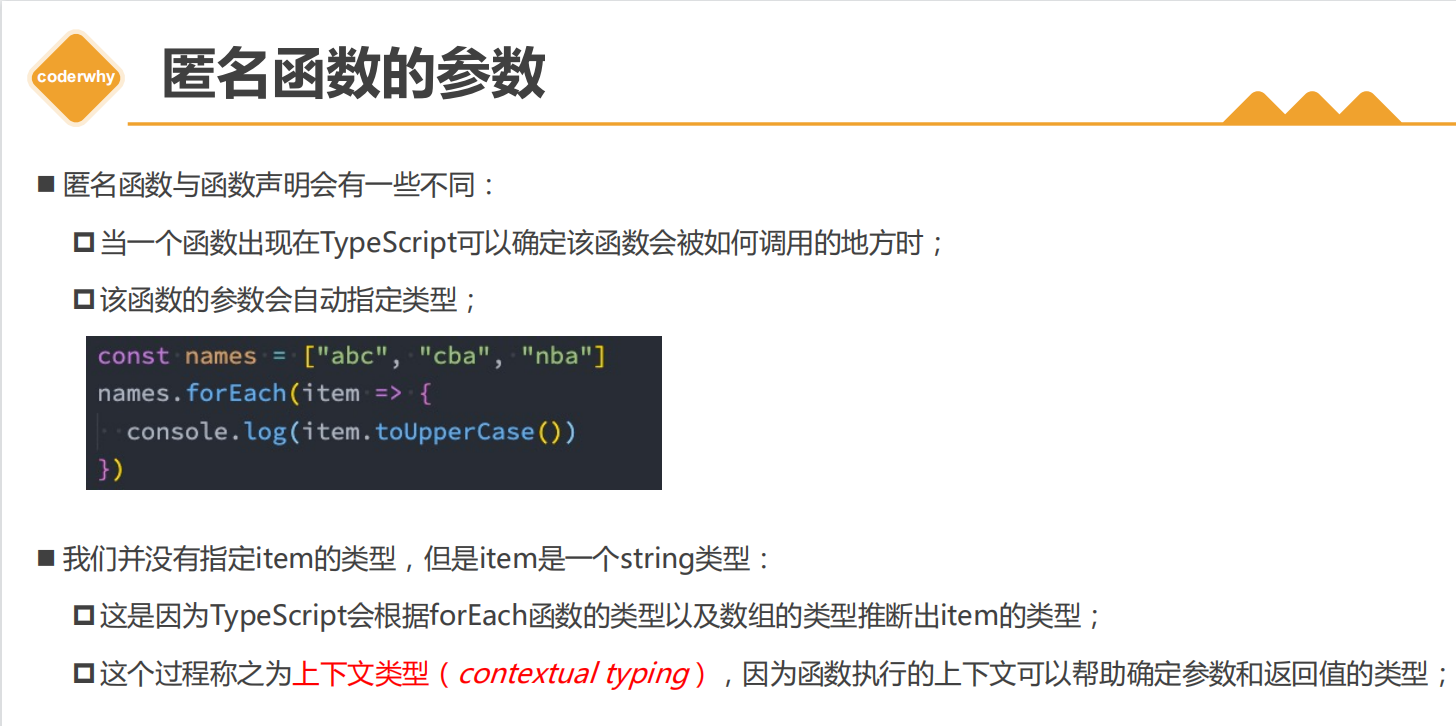 coderwhy
匿名函数的参数
匿名函数与函数声明会有一些不同：
当一个函数出现在TypeScript可以确定该函数会被如何调用的地方时；
该函数的参数会自动指定类型；
const names = ["abc", "cba", "nba"]
names.forEach(item => {
  console.log(item.toUpperCase())
})
我们并没有指定item的类型，但是item是一个string类型：
这是因为TypeScript会根据forEach函数的类型以及数组的类型推断出item的类型；
这个过程称之为上下文类型（contextual typing），因为函数执行的上下文可以帮助确定参数和返回值的类型；